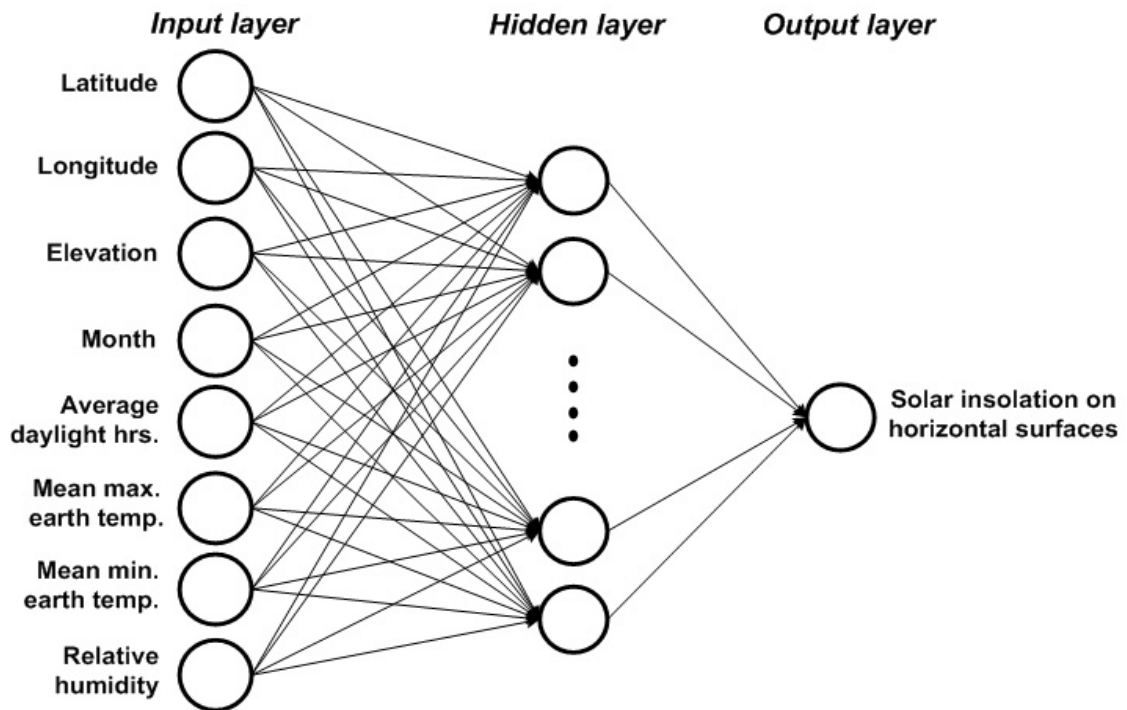 Input layer
Hidden layer
Output layer
Latitude
Longitude
Elevation
Month
Average
daylight hrs.
Mean max.
earth temp.
Mean min.
earth temp.
Relative
humidity
Solar insolation on
horizontal surfaces